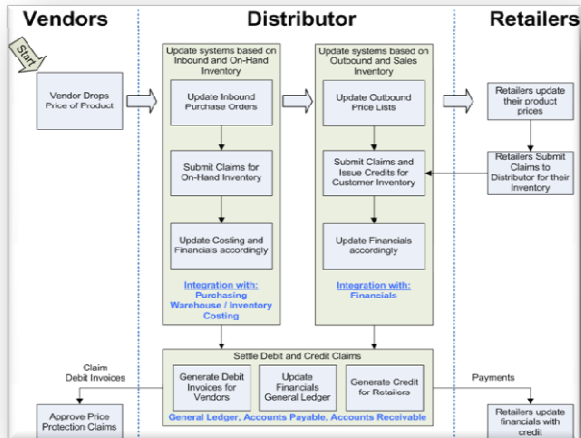 Vendors
Distributor
Retailers
Start
Vendor Drops
Price of Product
Update systems based on
Inbound and On-Hand
Inventory
Update Inbound
Purchase Orders
Submit Claims for
On-Hand Inventory
Update Costing and
Financials accordingly
Integration with:
Purchasing
Warehouse / Inventory
Costing
Update systems based on
Outbound and Sales
Inventory
Update Outbound
Price Lists
Submit Claims and
Issue Credits for
Customer Inventory
Update Financials
accordingly
Integration with:
Financials
Retailers update
their product
prices
Retailers Submit
Claims to
Distributor for their
Inventory
Settle Debit and Credit Claims
Generate Debit
Invoices for
Vendors
Update
Financials
General Ledger
Generate Credit
for Retailers
General Ledger, Accounts Payable, Accounts Receivable
Claim
Debit Invoices
Approve Price
Protection Claims
Payments
Retailers update
financials with
credit